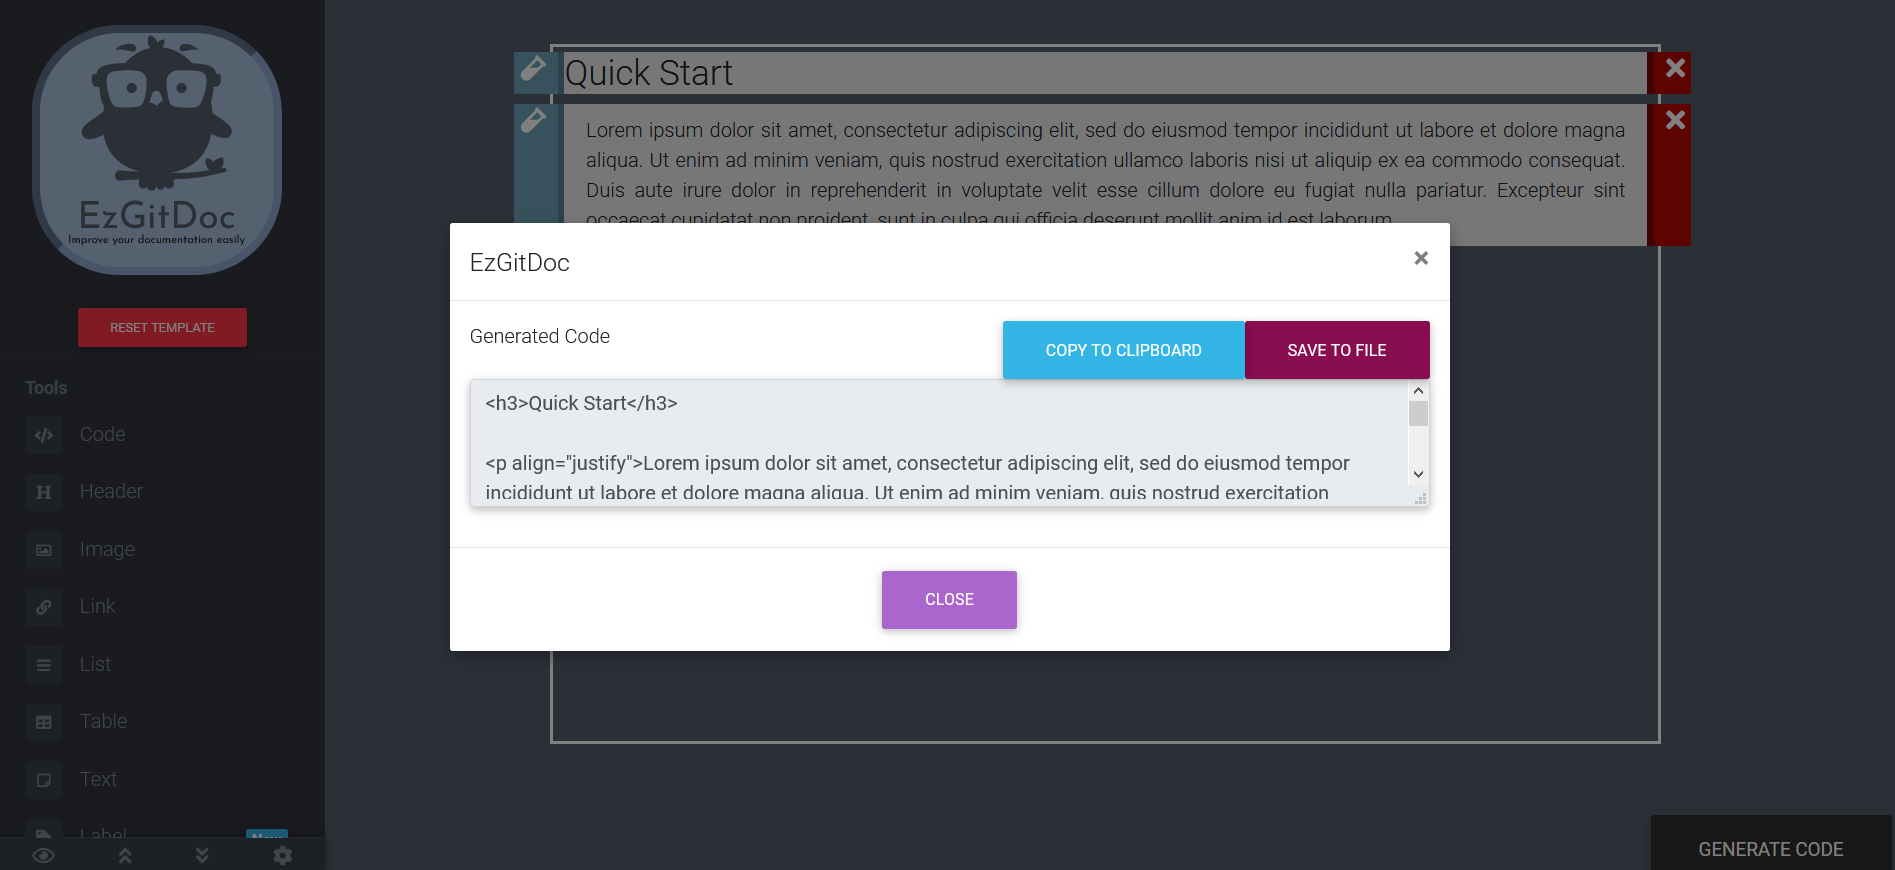 EzGitDoc
Improve your documentation easily
RESET TEMPLATE
Tools
Code
Header
Image
Link
List
Table
Text
Label
New
Quick Start
Lorem ipsum dolor sit amet, consectetur adipiscing elit, sed do eiusmod tempor incididunt ut labore et dolore magna
aliqua. Ut enim ad minim veniam, quis nostrud exercitation ullamco laboris nisi ut aliquip ex ea commodo consequat.
Duis aute irure dolor in reprehenderit in voluptate velit esse cillum dolore eu fugiat nulla pariatur. Excepteur sint
occaecat cupidatat non proident, sunt in culpa qui officia deserunt mollit anim id est laborum.
EzGitDoc
×
Generated Code
COPY TO CLIPBOARD
SAVE TO FILE
<h3>Quick Start</h3>
<p align="justify">Lorem ipsum dolor sit amet, consectetur adipiscing elit, sed do eiusmod tempor
incididunt ut labore et dolore magna aliqua. Ut enim ad minim veniam, quis nostrud exercitation
CLOSE
GENERATE CODE